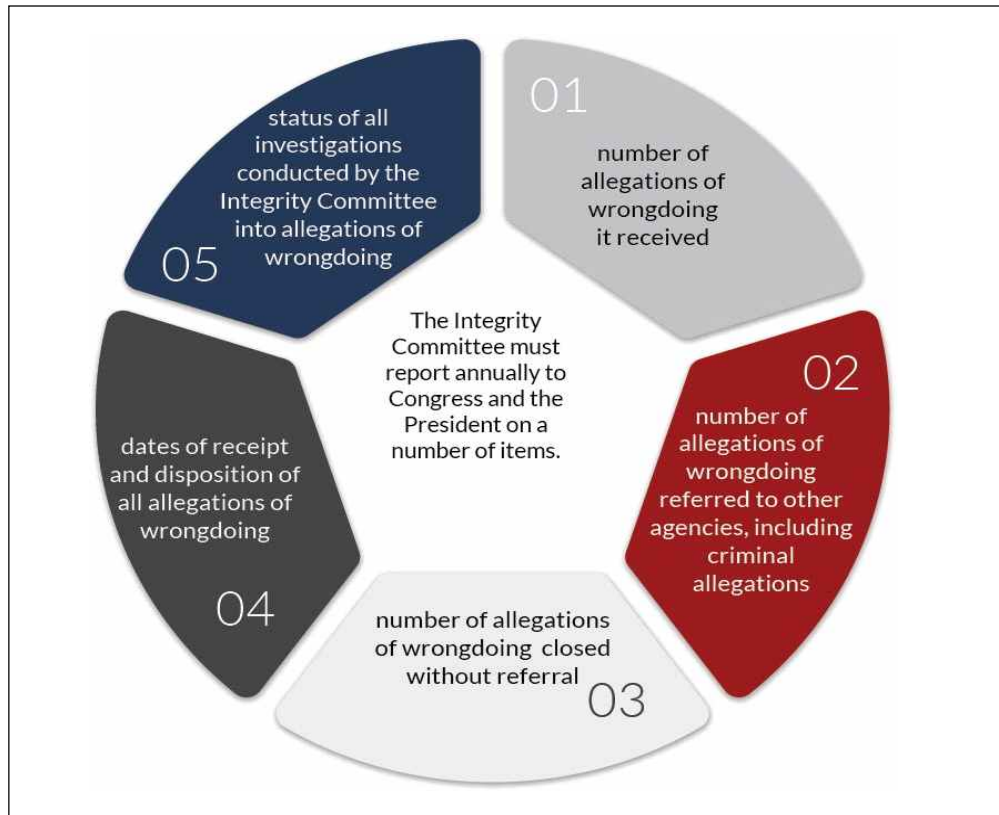 The Integrity
Committee must
report annually to
Congress and the
President on a
number of items.
01
number of
allegations of
wrongdoing
it received
02
number of
allegations of
wrongdoing
referred to other
agencies, including
criminal
allegations
number of allegations
of wrongdoing closed
without referral
03
dates of receipt
and disposition of
all allegations of
wrongdoing
04
status of all
investigations
conducted by the
Integrity Committee
into allegations of
wrongdoing
05